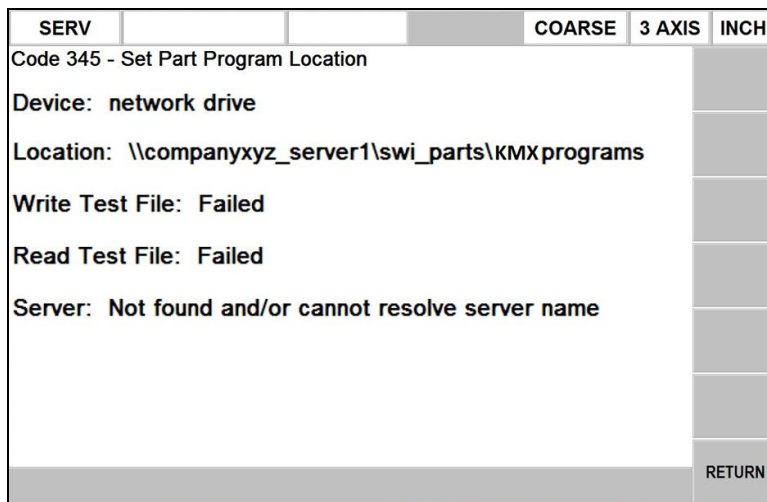 SERV COARSE 3 AXIS INCH
Code 345 - Set Part Program Location
Device: network drive
Location: \\companyxyz_server1\swi_parts\KMXprograms
Write Test File: Failed
Read Test File: Failed
Server: Not found and/or cannot resolve server name
RETURN